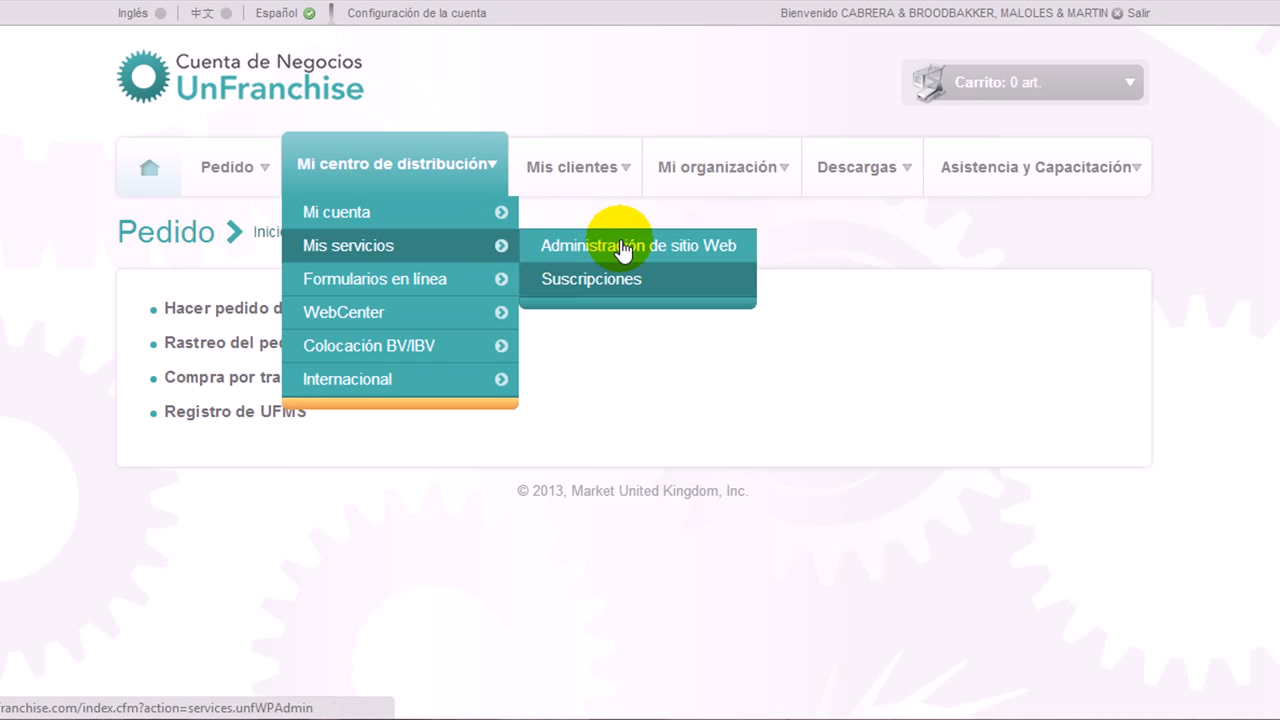 Inglés 中文 Español Configuración de la cuenta Bienvenido CABRERA & BROODBAKKER, MALOLES & MARTIN Salir
Cuenta de Negocios
UnFranchise
Carrito: 0 art.
Pedido Mi centro de distribución Mis clientes Mi organización Descargas Asistencia y Capacitación
Mi cuenta
Pedido Inici
Mis servicios
Administración de sitio Web
Formularios en línea
Suscripciones
Hacer pedido d
WebCenter
Rastreo del ped
Colocación BV/IBV
Compra por tra
Internacional
Registro de UFMS
© 2013, Market United Kingdom, Inc.
franchise.com/index.cfm?action=services.unfWPAdmin